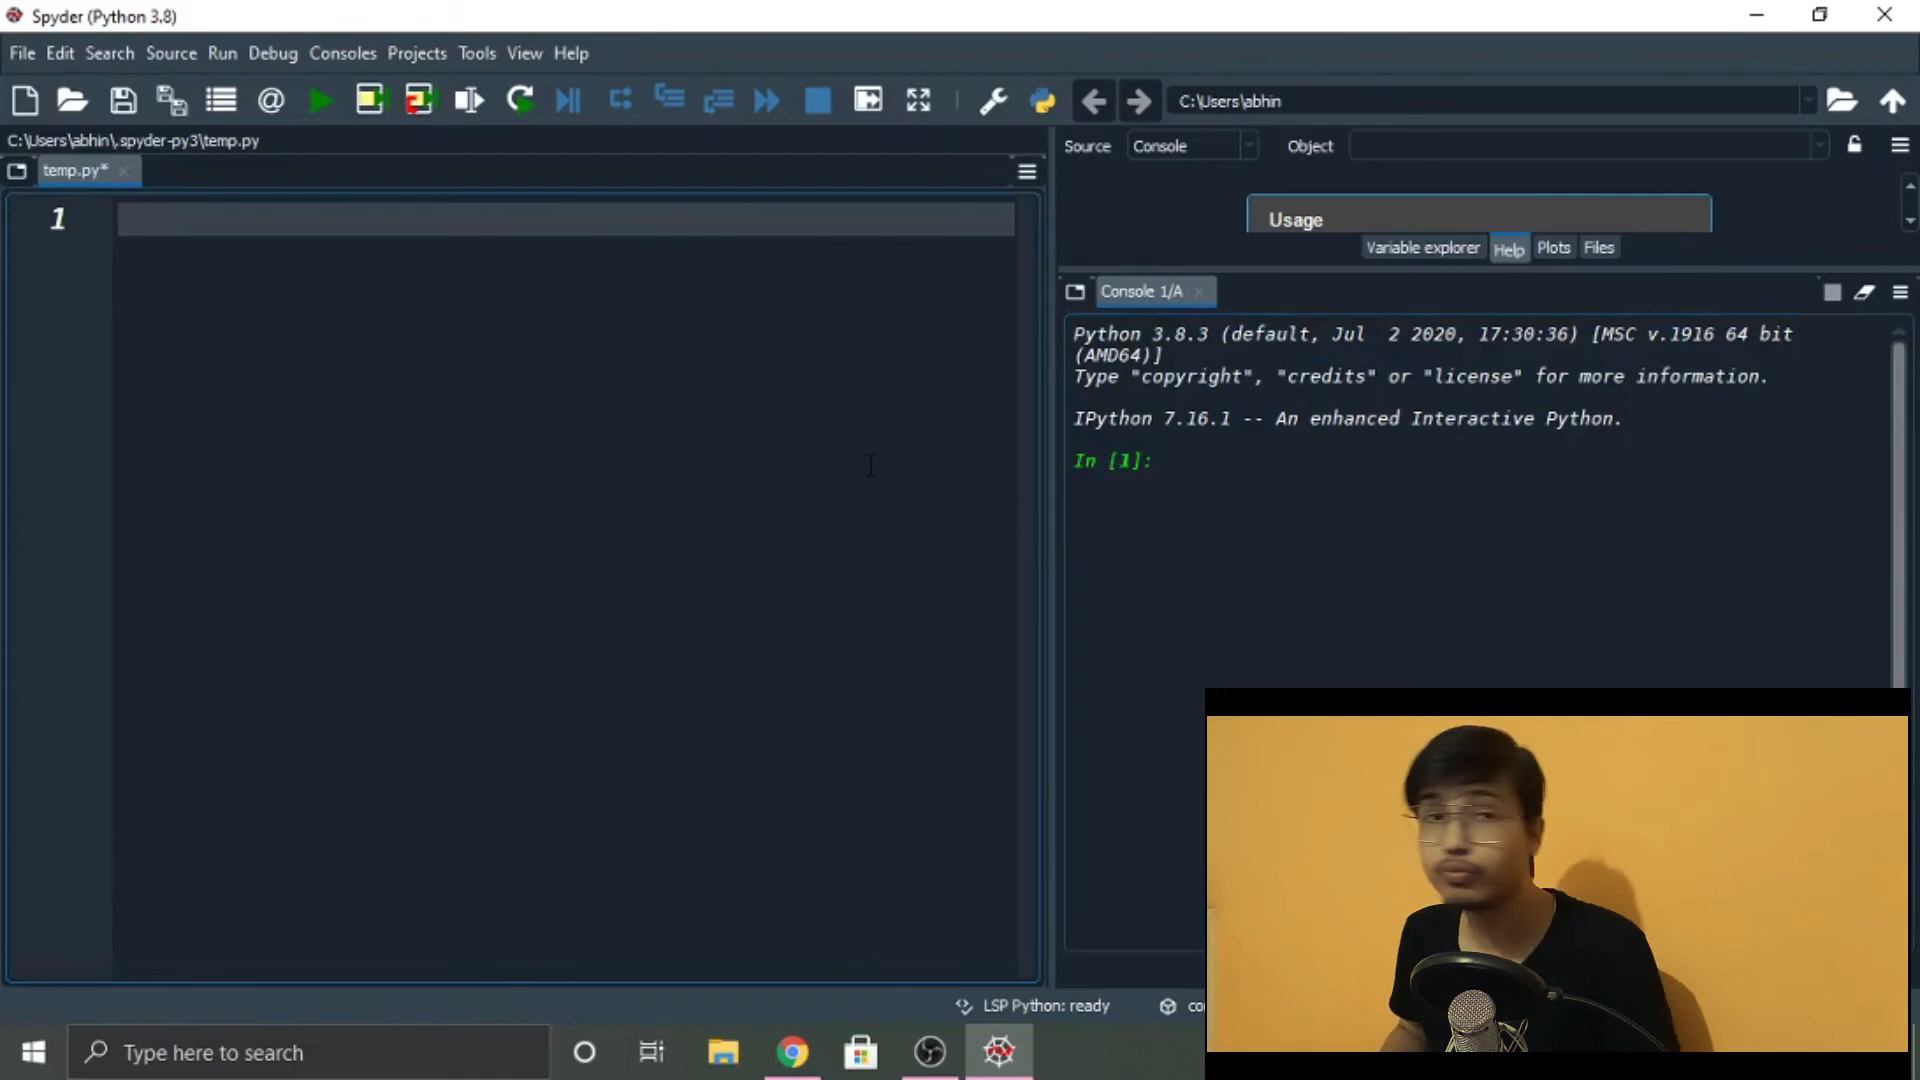 Spyder (Python 3.8)
File Edit Search Source Run Debug Consoles Projects Tools View Help
C:\Users\abhin
C:\Users\abhin\.spyder-py3\temp.py
Source Console Object
temp.py*
1
Usage
Variable explorer Help Plots Files
Console 1/A
Python 3.8.3 (default, Jul  2 2020, 17:30:36) [MSC v.1916 64 bit
(AMD64)]
Type "copyright", "credits" or "license" for more information.
IPython 7.16.1 -- An enhanced Interactive Python.
In [1]:
LSP Python: ready
Type here to search